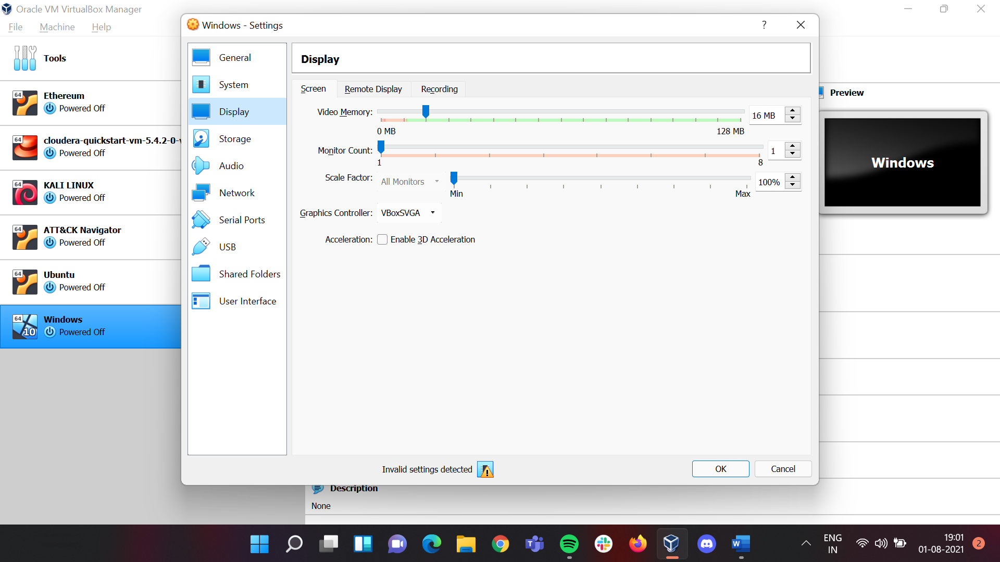 Oracle VM VirtualBox Manager
File Machine Help
Tools
64
Ethereum
Powered Off
64
cloudera-quickstart-vm-5.4.2-0-v
Powered Off
64
KALI LINUX
Powered Off
64
ATT&CK Navigator
Powered Off
64
Ubuntu
Powered Off
64
10
Windows
Powered Off
Windows - Settings
?
General
System
Display
Storage
Audio
Network
Serial Ports
USB
Shared Folders
User Interface
Display
Screen Remote Display Recording
Video Memory: 16 MB
0 MB 128 MB
Monitor Count: 1
1 8
Scale Factor: All Monitors 100%
Min Max
Graphics Controller: VBoxSVGA
Acceleration: Enable 3D Acceleration
Invalid settings detected
OK Cancel
Preview
Windows
Description
None
ENG
IN
19:01
01-08-2021
2